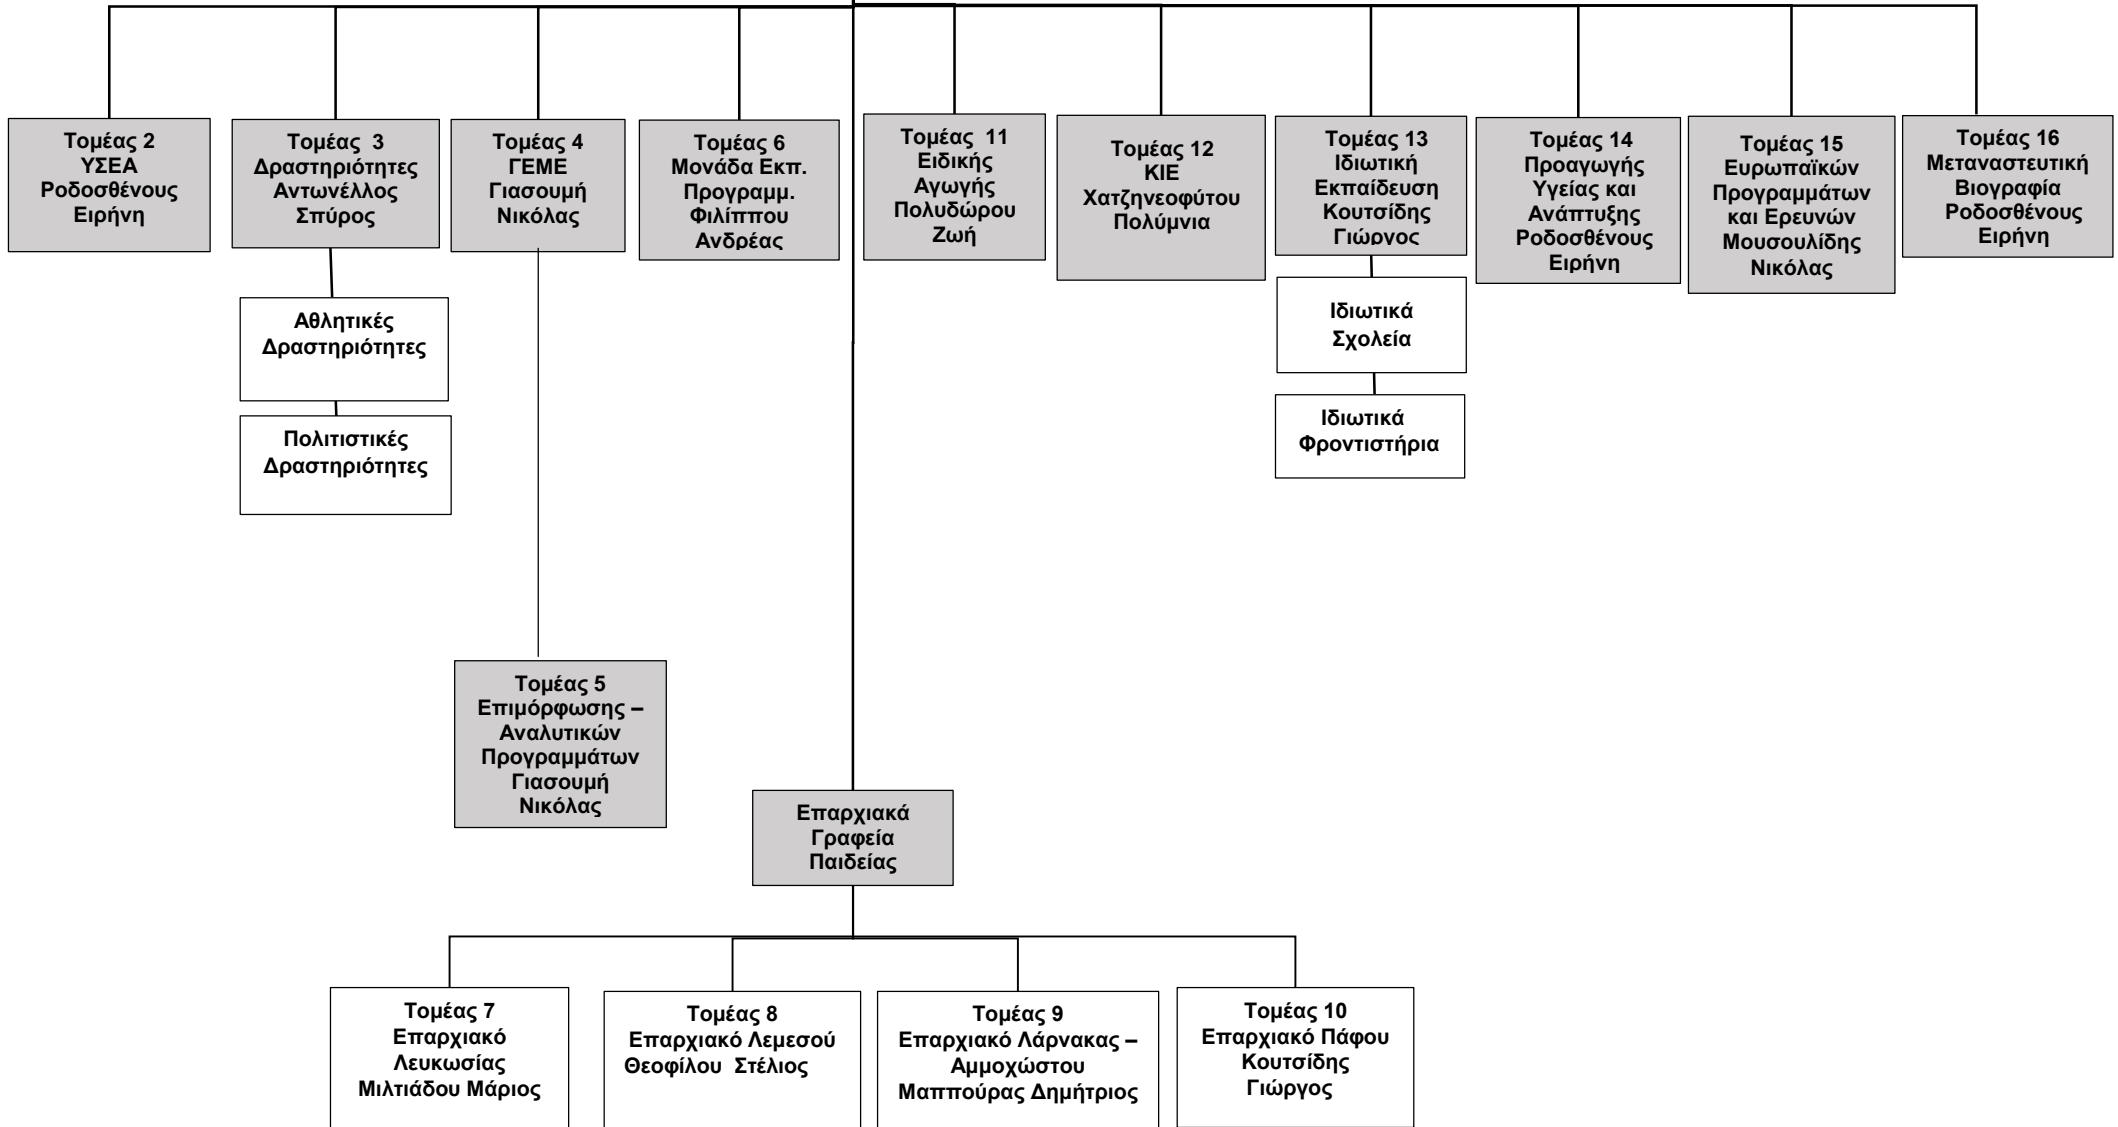 Τομέας 2
ΥΣΕΑ
Ροδοσθένους
Ειρήνη
Τομέας 3
Δραστηριότητες
Αντωνέλλος
Σπύρος
Τομέας 4
ΓΕΜΕ
Γιασουμή
Νικόλας
Τομέας 6
Μονάδα Εκπ.
Προγραμμ.
Φιλίππου
Ανδρέας
Τομέας 11
Ειδικής
Αγωγής
Πολυδώρου
Ζωή
Τομέας 12
ΚΙΕ
Χατζηνεοφύτου
Πολύμνια
Τομέας 13
Ιδιωτική
Εκπαίδευση
Κουτσίδης
Γιώργος
Τομέας 14
Προαγωγής
Υγείας και
Ανάπτυξης
Ροδοσθένους
Ειρήνη
Τομέας 15
Ευρωπαϊκών
Προγραμμάτων
και Ερευνών
Μουσουλίδης
Νικόλας
Τομέας 16
Μεταναστευτική
Βιογραφία
Ροδοσθένους
Ειρήνη
Αθλητικές
Δραστηριότητες
Πολιτιστικές
Δραστηριότητες
Ιδιωτικά
Σχολεία
Ιδιωτικά
Φροντιστήρια
Τομέας 5
Επιμόρφωσης –
Αναλυτικών
Προγραμμάτων
Γιασουμή
Νικόλας
Επαρχιακά
Γραφεία
Παιδείας
Τομέας 7
Επαρχιακό
Λευκωσίας
Μιλτιάδου Μάριος
Τομέας 8
Επαρχιακό Λεμεσού
Θεοφίλου Στέλιος
Τομέας 9
Επαρχιακό Λάρνακας –
Αμμοχώστου
Μαππούρας Δημήτριος
Τομέας 10
Επαρχιακό Πάφου
Κουτσίδης
Γιώργος